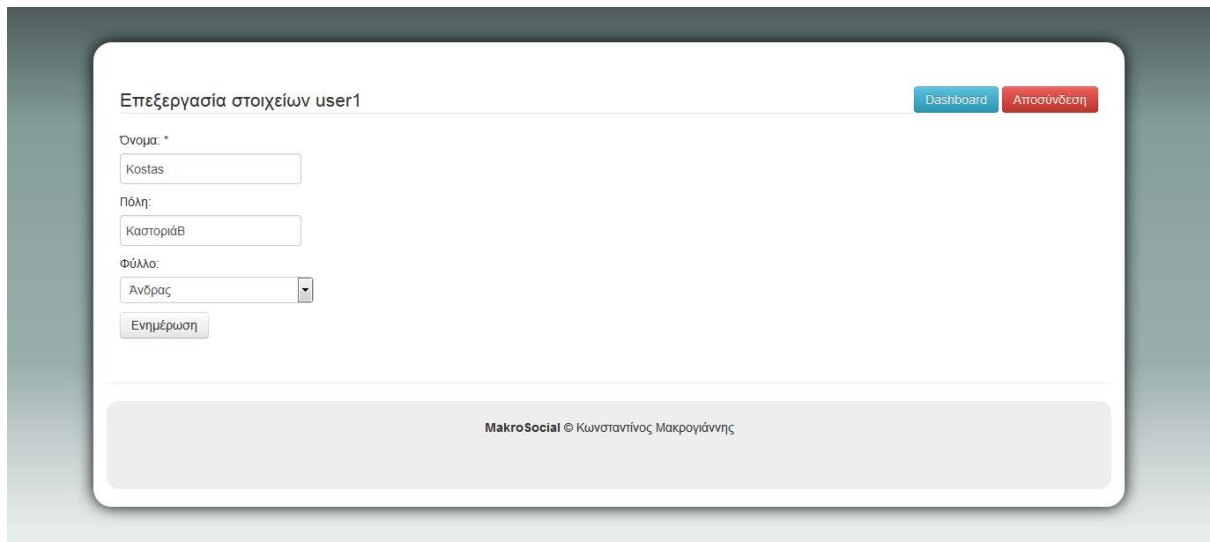 Επεξεργασία στοιχείων user1
Dashboard
Αποσύνδεση
Όνομα: *
Kostas
Πόλη:
ΚαστοριάΒ
Φύλλο:
Άνδρας
Ενημέρωση
MakroSocial © Κωνσταντίνος Μακρογιάννης